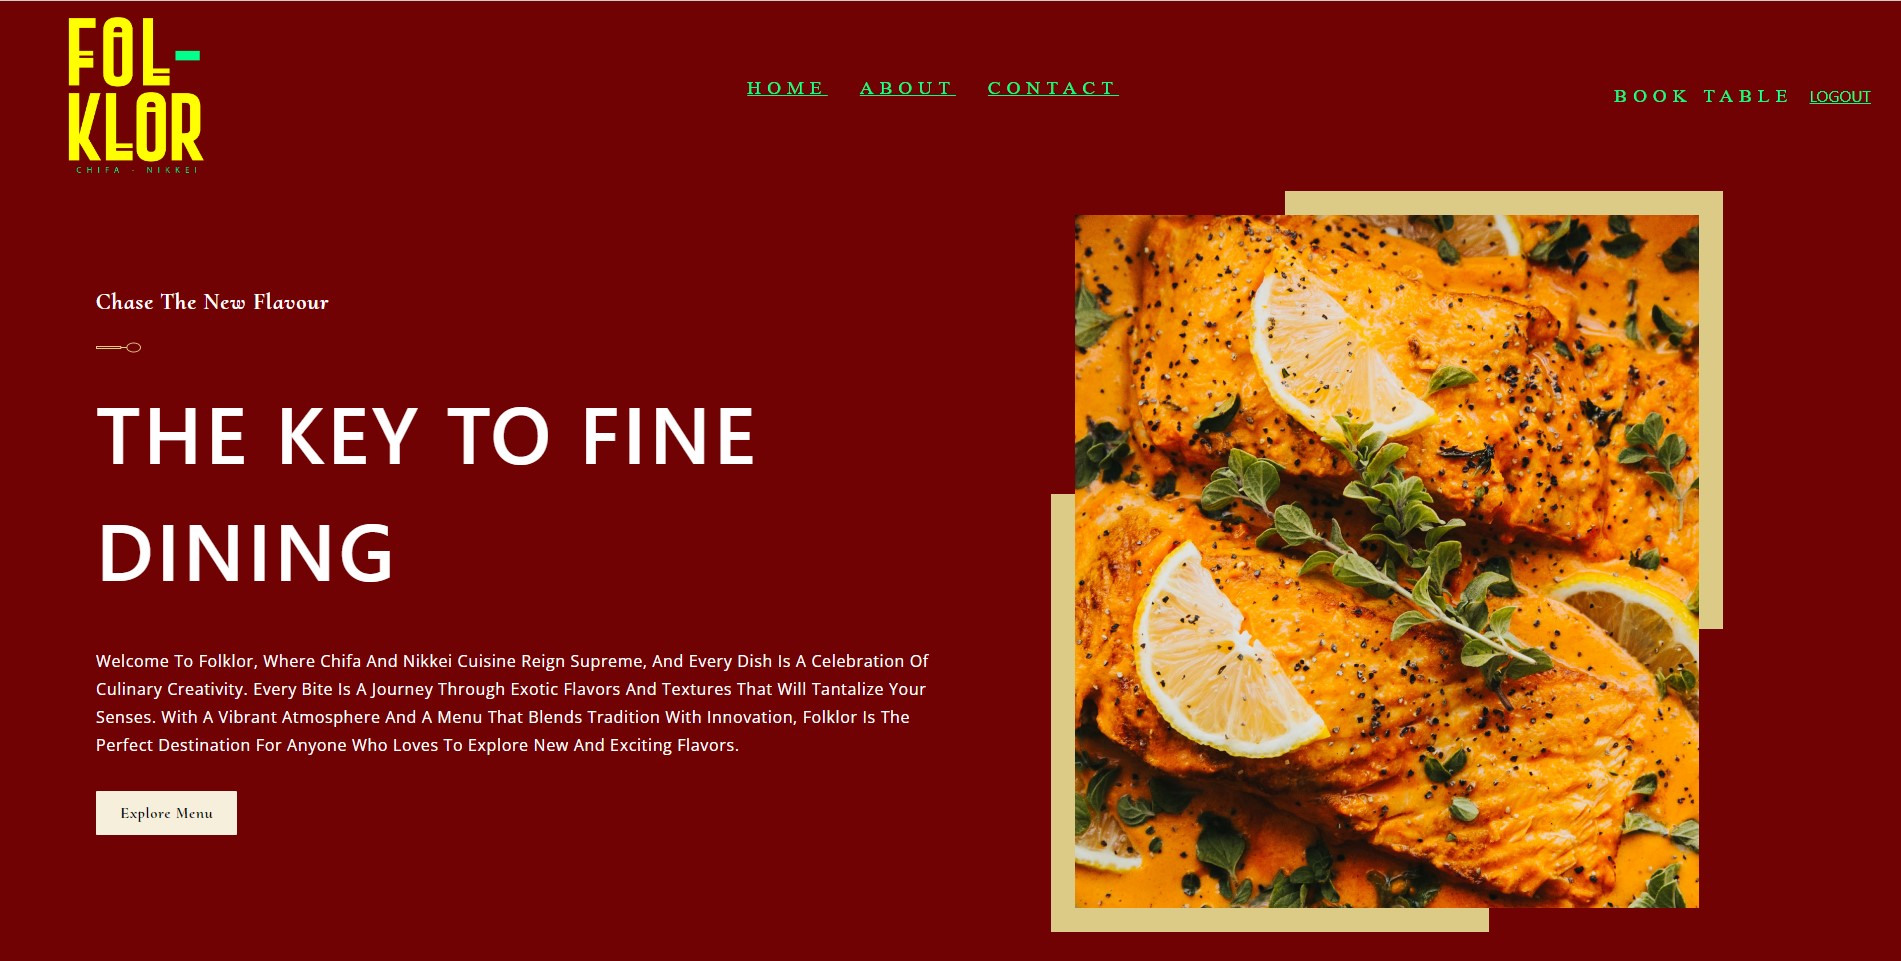 FOL-
KLOR
CHIFA - NIKKEI
HOME ABOUT CONTACT
BOOK TABLE LOGOUT
Chase The New Flavour
THE KEY TO FINE
DINING
Welcome To Folklor, Where Chifa And Nikkei Cuisine Reign Supreme, And Every Dish Is A Celebration Of
Culinary Creativity. Every Bite Is A Journey Through Exotic Flavors And Textures That Will Tantalize Your
Senses. With A Vibrant Atmosphere And A Menu That Blends Tradition With Innovation, Folklor Is The
Perfect Destination For Anyone Who Loves To Explore New And Exciting Flavors.
Explore Menu